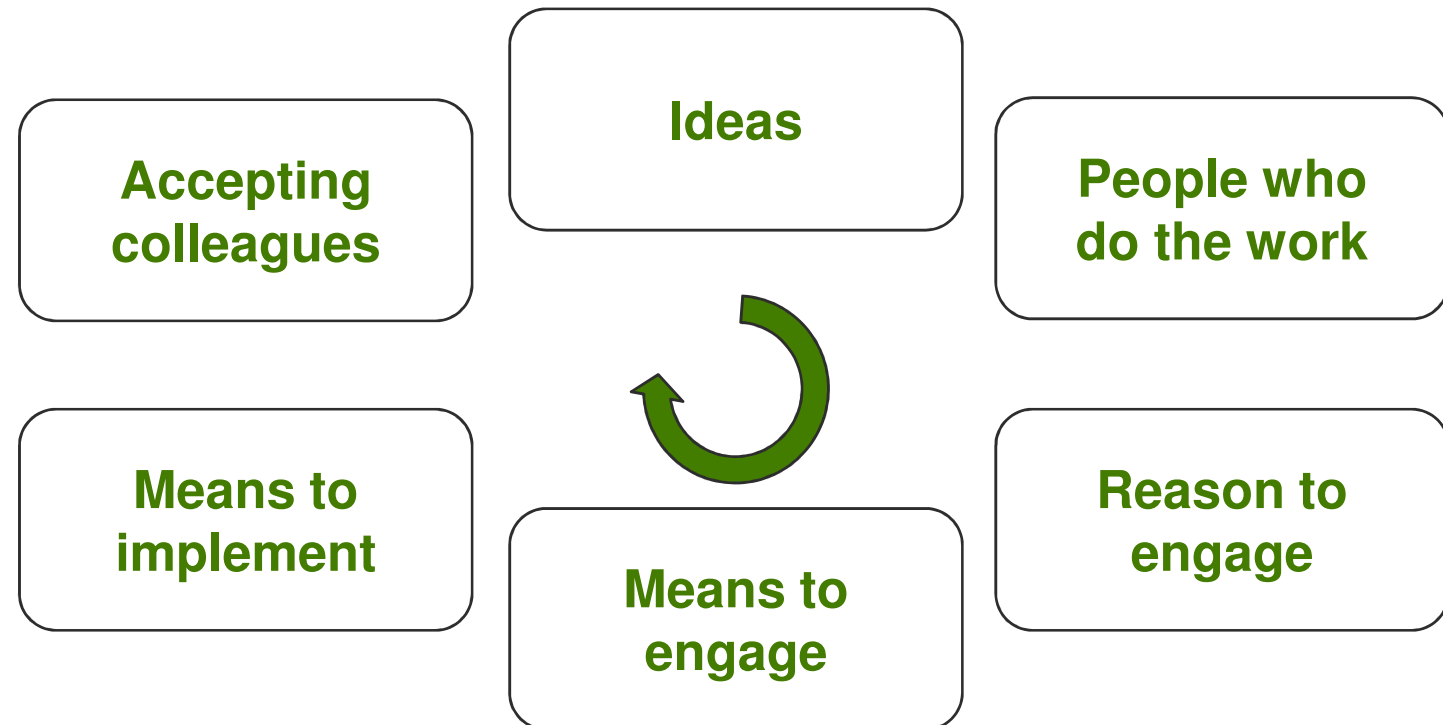 Ideas
People who
do the work
Reason to
engage
Means to
engage
Means to
implement
Accepting
colleagues